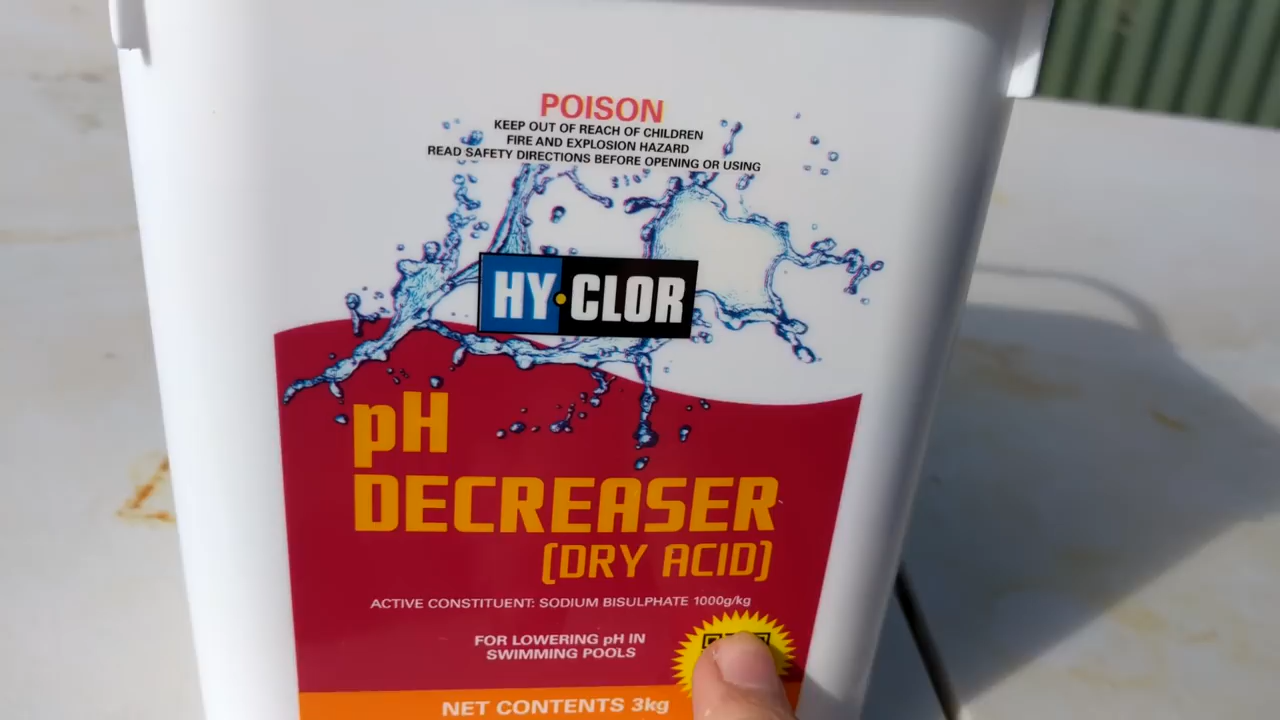 POISON
KEEP OUT OF REACH OF CHILDREN
FIRE AND EXPLOSION HAZARD
READ SAFETY DIRECTIONS BEFORE OPENING OR USING
HY·CLOR
pH
DECREASER
(DRY ACID)
ACTIVE CONSTITUENT: SODIUM BISULPHATE 1000g/kg
FOR LOWERING pH IN
SWIMMING POOLS
NET CONTENTS 3kg